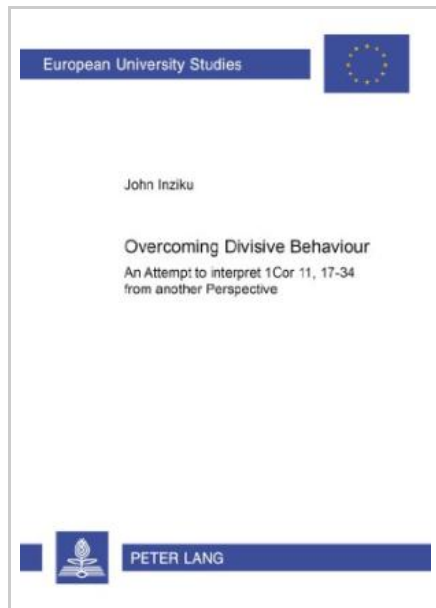 European University Studies
John Inziku
Overcoming Divisive Behaviour
An Attempt to interpret 1Cor 11, 17-34
from another Perspective
PETER LANG